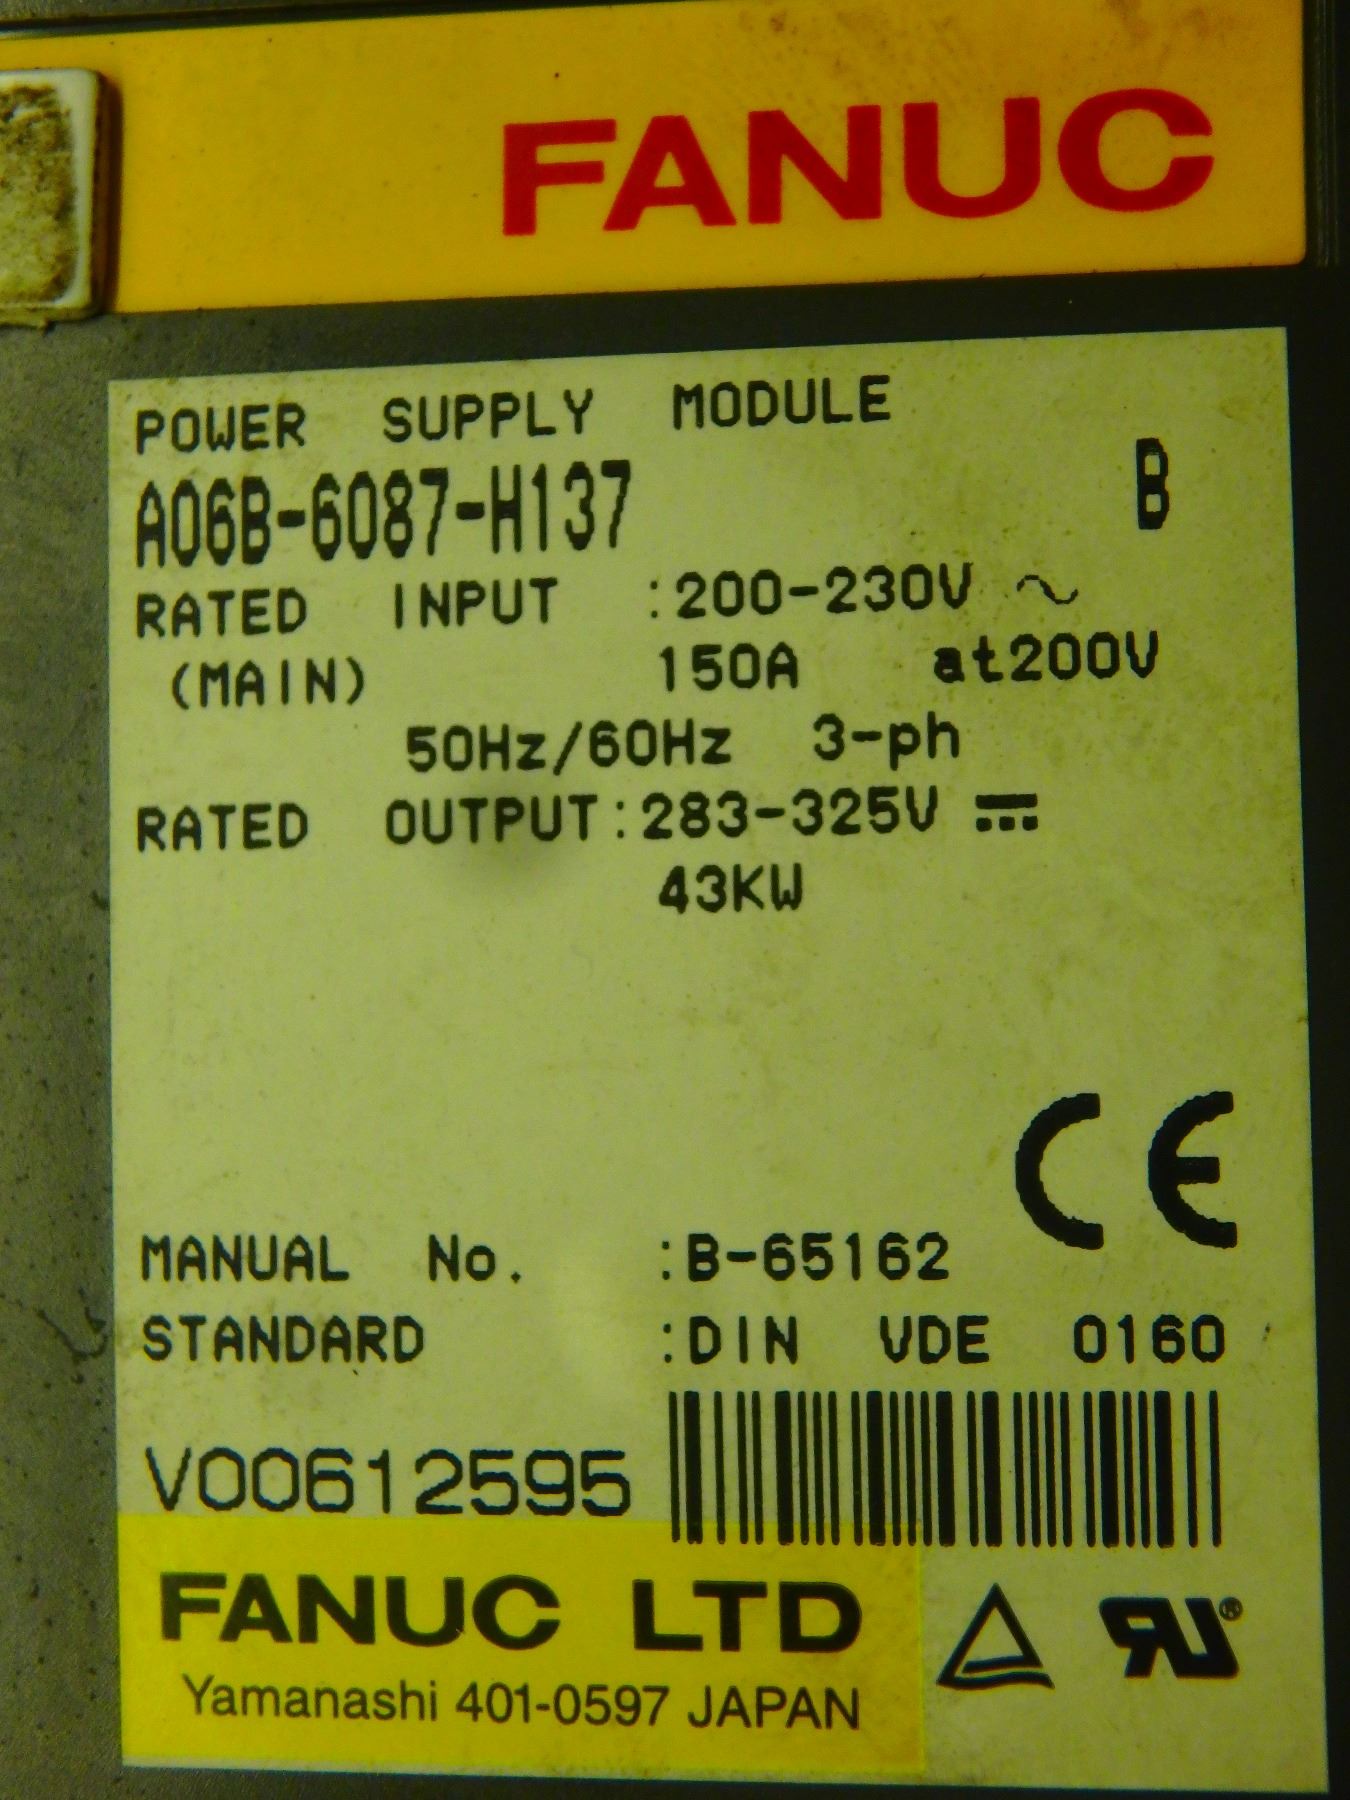 FANUC
POWER SUPPLY MODULE
A06B-6087-H137 B
RATED INPUT :200-230V ∿
(MAIN) 150A at200V
50Hz/60Hz 3-ph
RATED OUTPUT:283-325V ⎓
43KW
CE
MANUAL No. :B-65162
STANDARD :DIN VDE 0160
V00612595
FANUC LTD
Yamanashi 401-0597 JAPAN
RU®